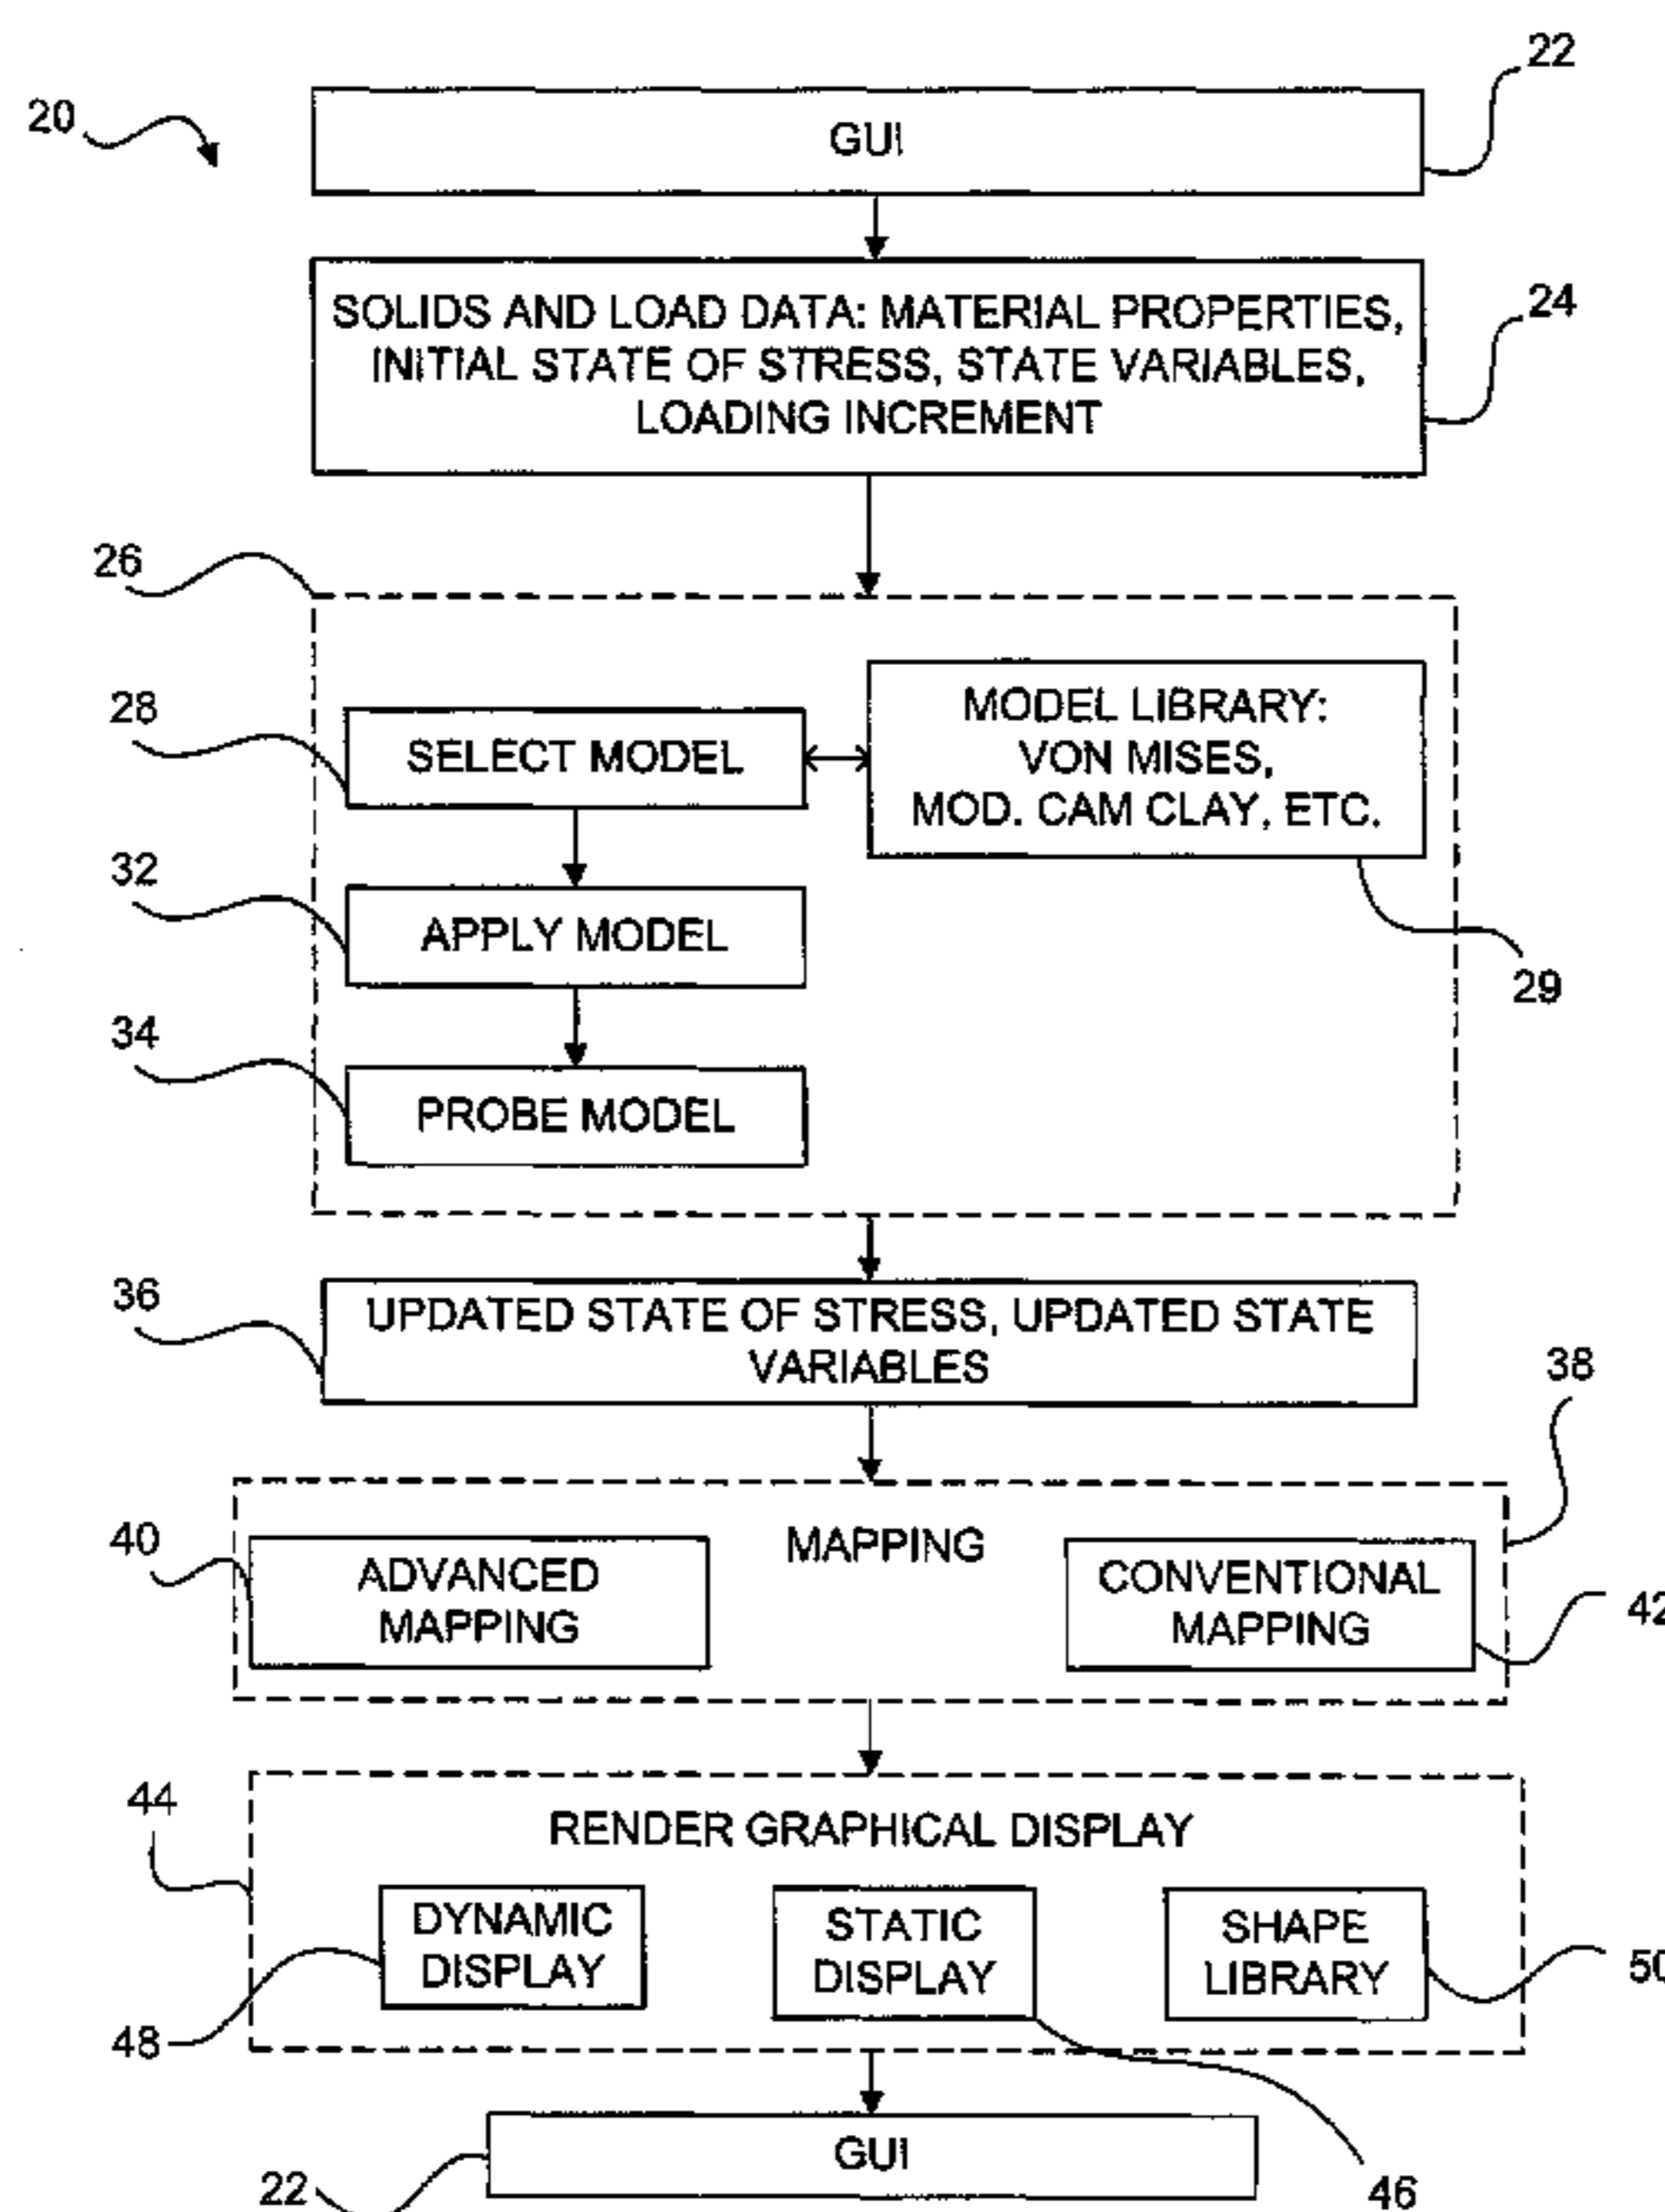 22
20
GUI
SOLIDS AND LOAD DATA: MATERIAL PROPERTIES,
INITIAL STATE OF STRESS, STATE VARIABLES,
LOADING INCREMENT
24
26
28
SELECT MODEL
MODEL LIBRARY:
VON MISES,
MOD. CAM CLAY, ETC.
32
APPLY MODEL
29
34
PROBE MODEL
36
UPDATED STATE OF STRESS, UPDATED STATE
VARIABLES
38
40
MAPPING
ADVANCED
MAPPING
CONVENTIONAL
MAPPING
42
44
RENDER GRAPHICAL DISPLAY
DYNAMIC
DISPLAY
STATIC
DISPLAY
SHAPE
LIBRARY
50
48
GUI
22
46